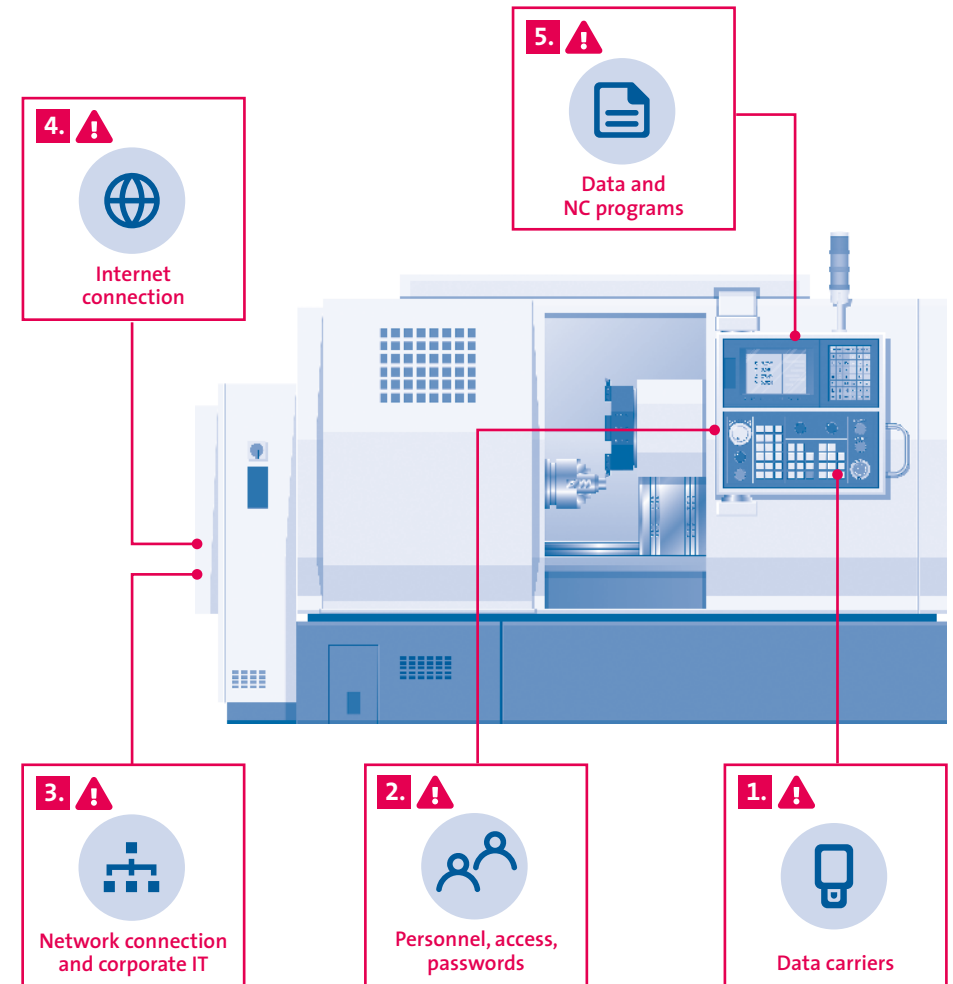 5.
Data and
NC programs
4.
Internet
connection
3.
Network connection
and corporate IT
2.
Personnel, access,
passwords
1.
Data carriers